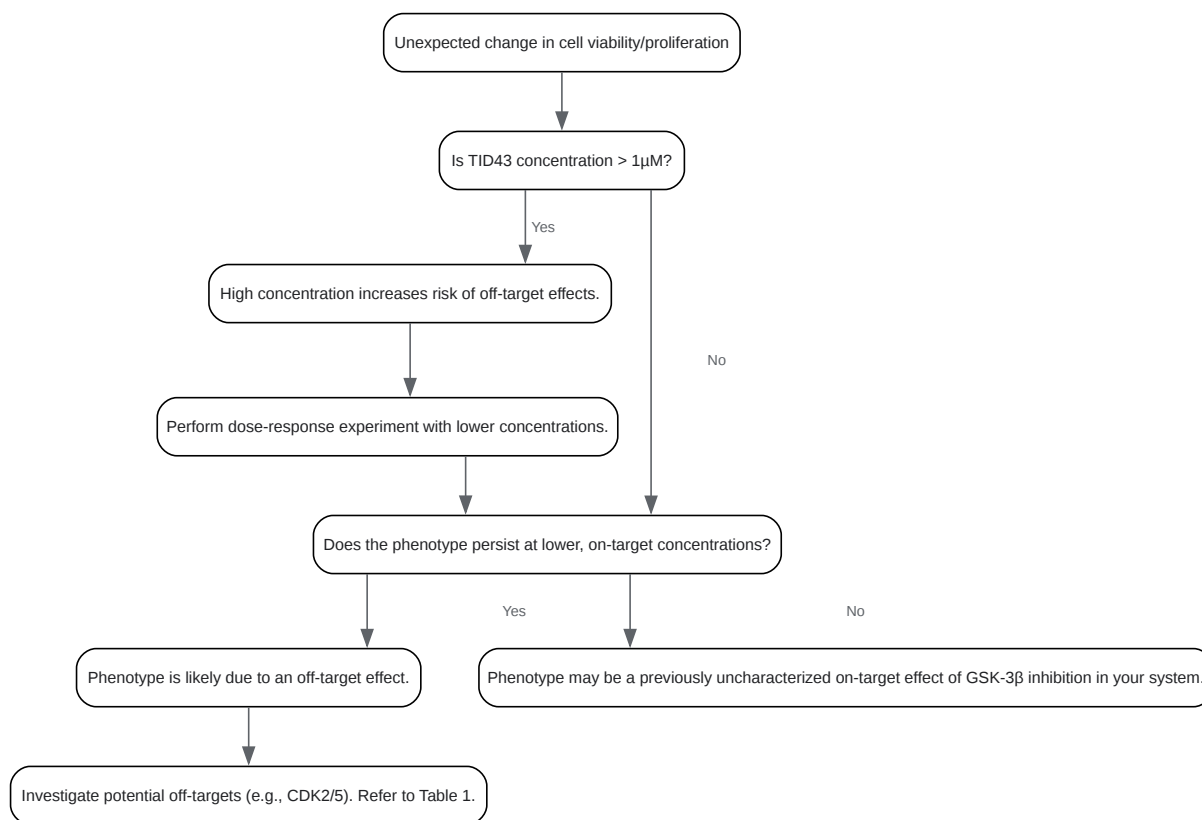 Unexpected change in cell viability/proliferation
Is TID43 concentration > 1µM?
Yes
High concentration increases risk of off-target effects.
No
Perform dose-response experiment with lower concentrations.
Does the phenotype persist at lower, on-target concentrations?
Yes
No
Phenotype is likely due to an off-target effect.
Phenotype may be a previously uncharacterized on-target effect of GSK-3β inhibition in your system.
Investigate potential off-targets (e.g., CDK2/5). Refer to Table 1.